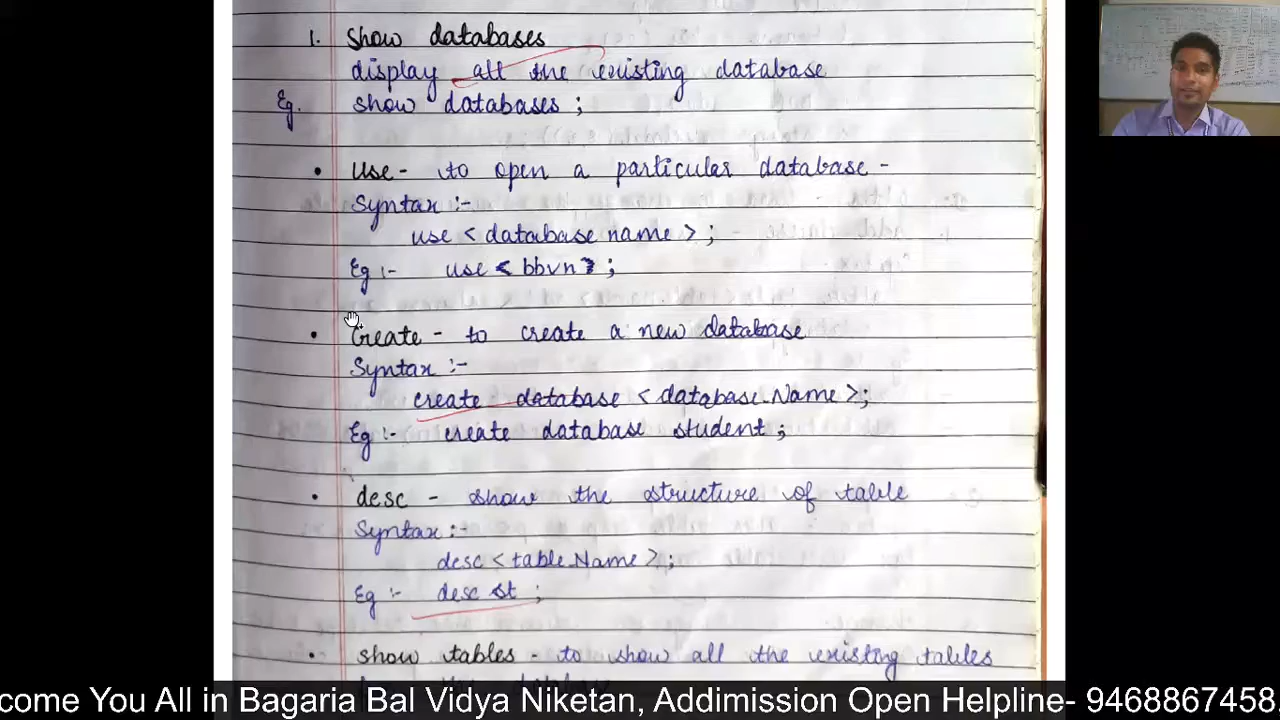 1. Show databases
display all the existing database
Eg. show databases ;
• Use - to open a particular database -
Syntax :-
use < database name > ;
Eg :- use < bbvn > ;
• Create - to create a new database
Syntax :-
create database < database Name > ;
Eg :- create database student ;
• desc - show the structure of table
Syntax :-
desc < table Name > ;
Eg :- desc st ;
• show tables - to show all the existing tables
come You All in Bagaria Bal Vidya Niketan, Addimission Open Helpline- 9468867458